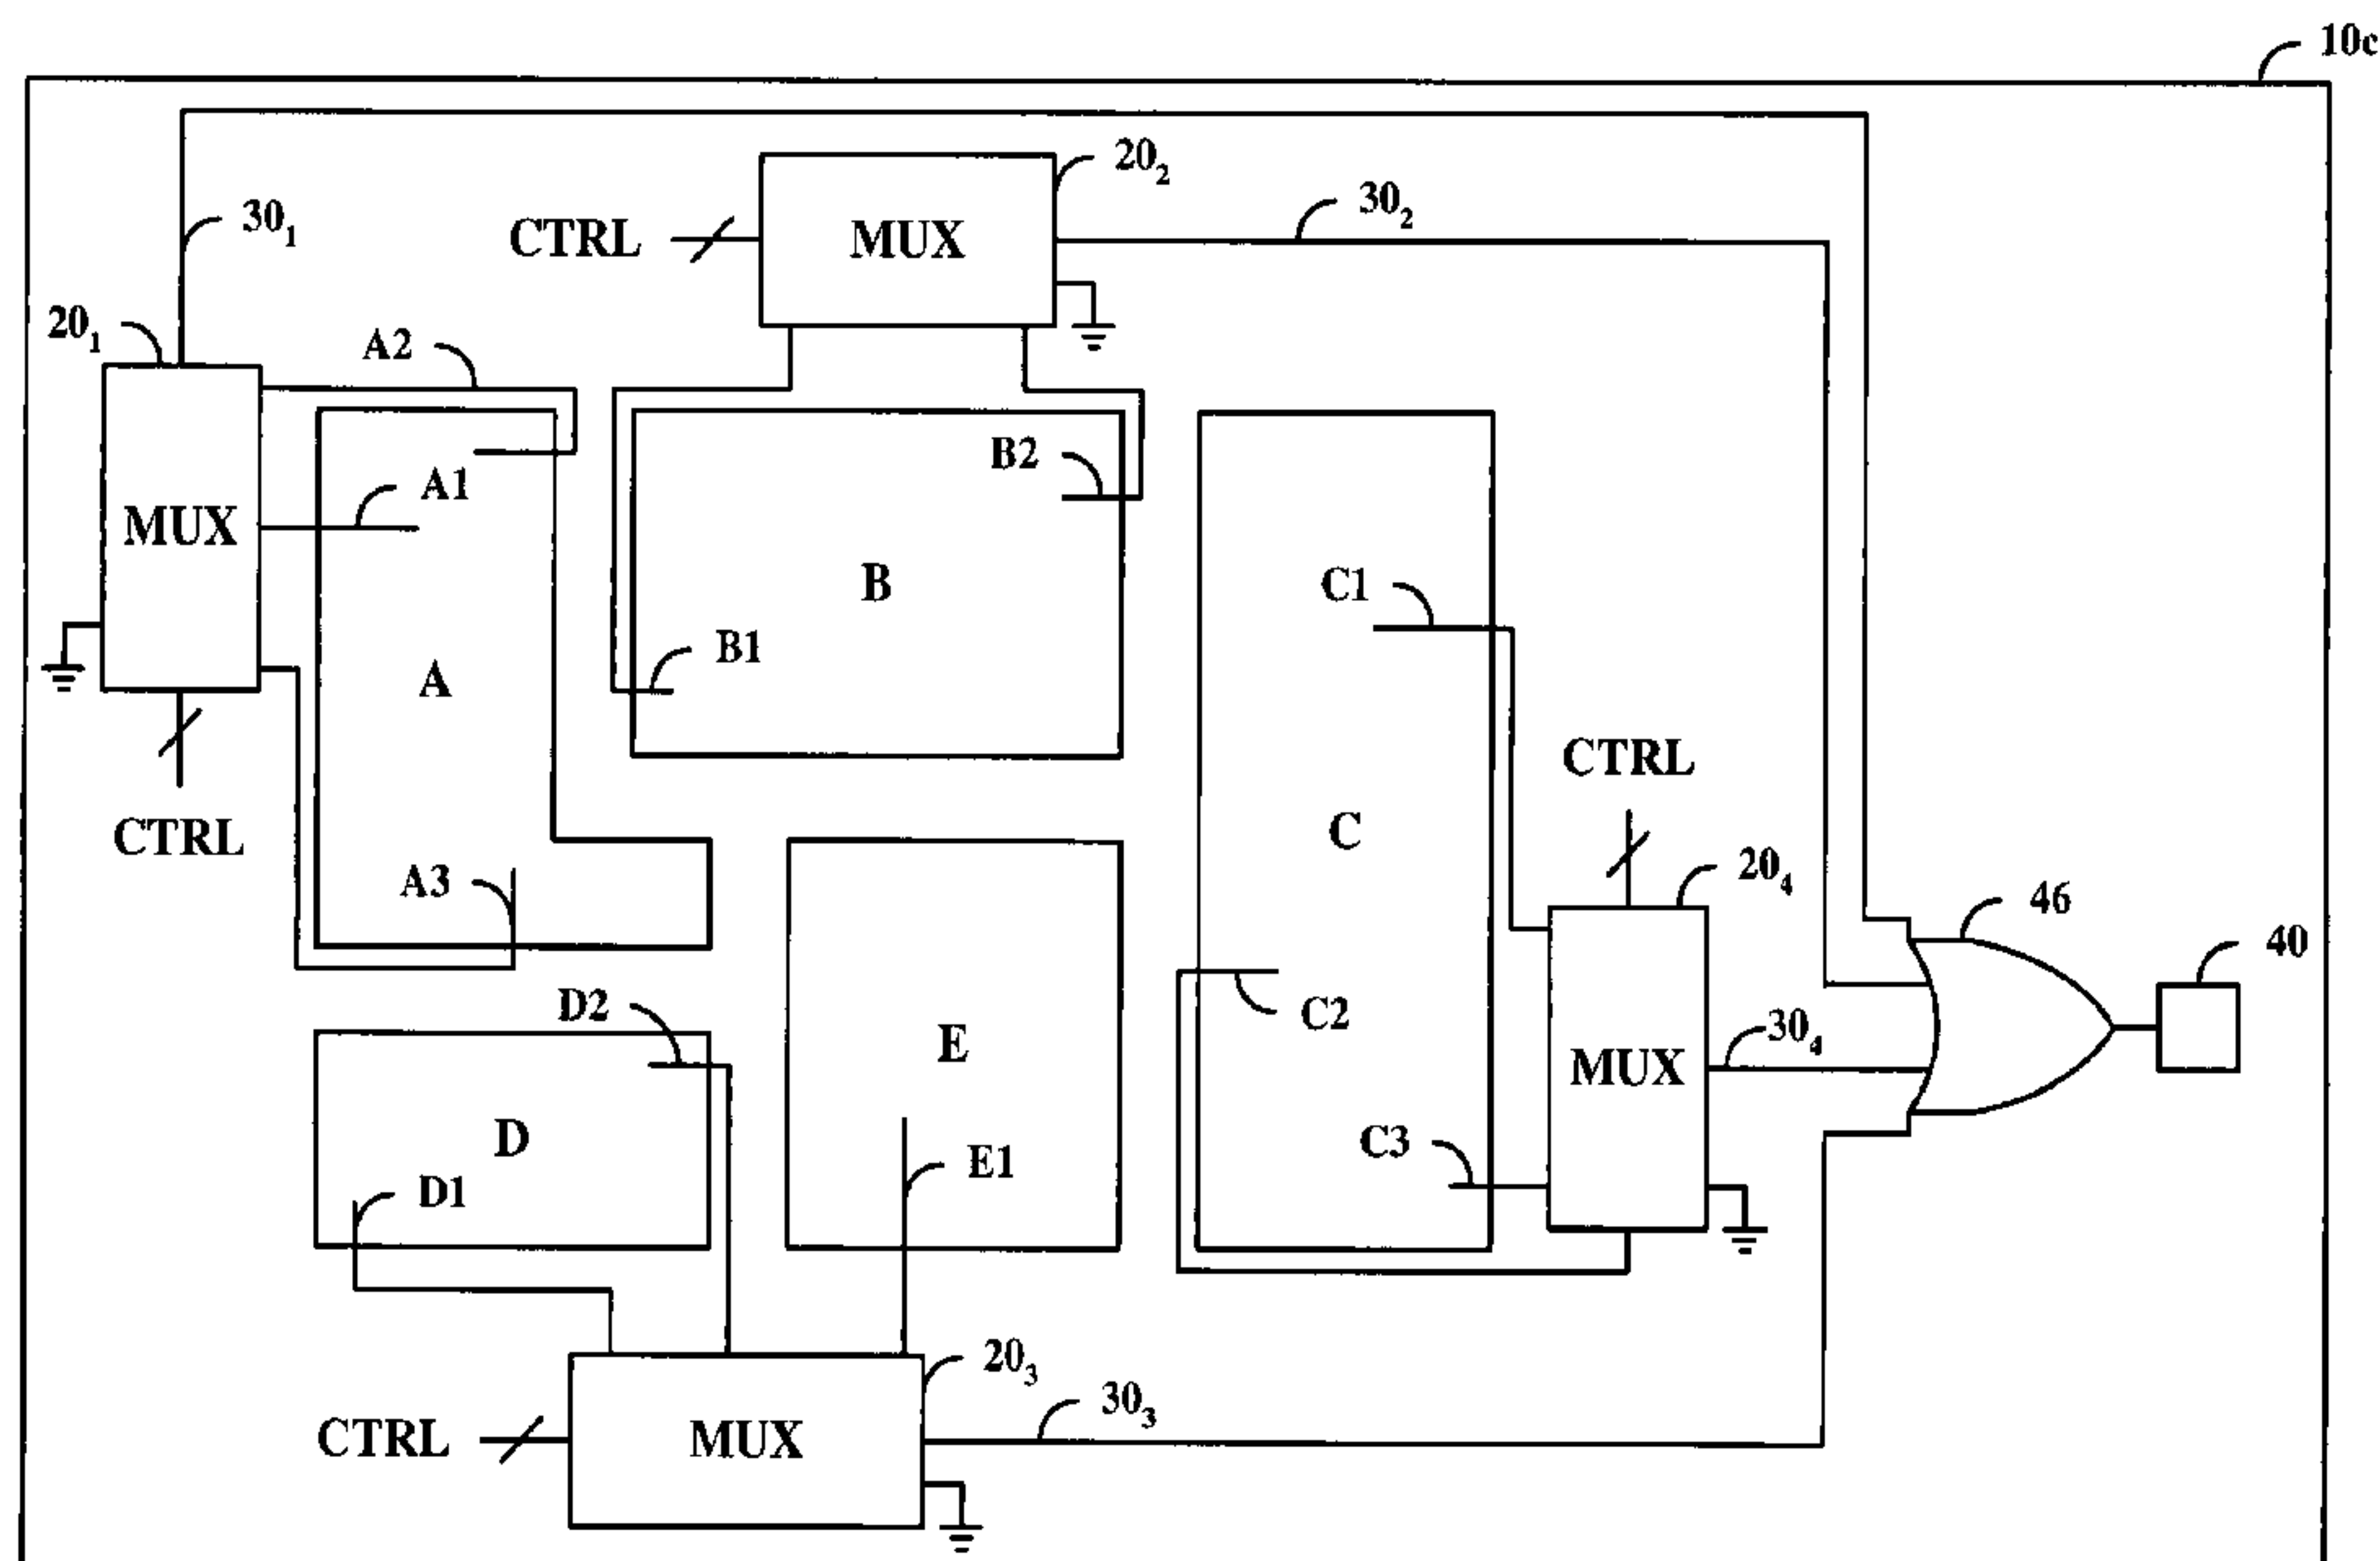 10c
20₂
30₂
30₁
CTRL
MUX
20₁
A2
B2
A1
MUX
B
C1
B1
A
CTRL
C
CTRL
20₄
A3
46
40
D2
C2
30₄
E
MUX
D
C3
E1
D1
20₃
30₃
CTRL
MUX